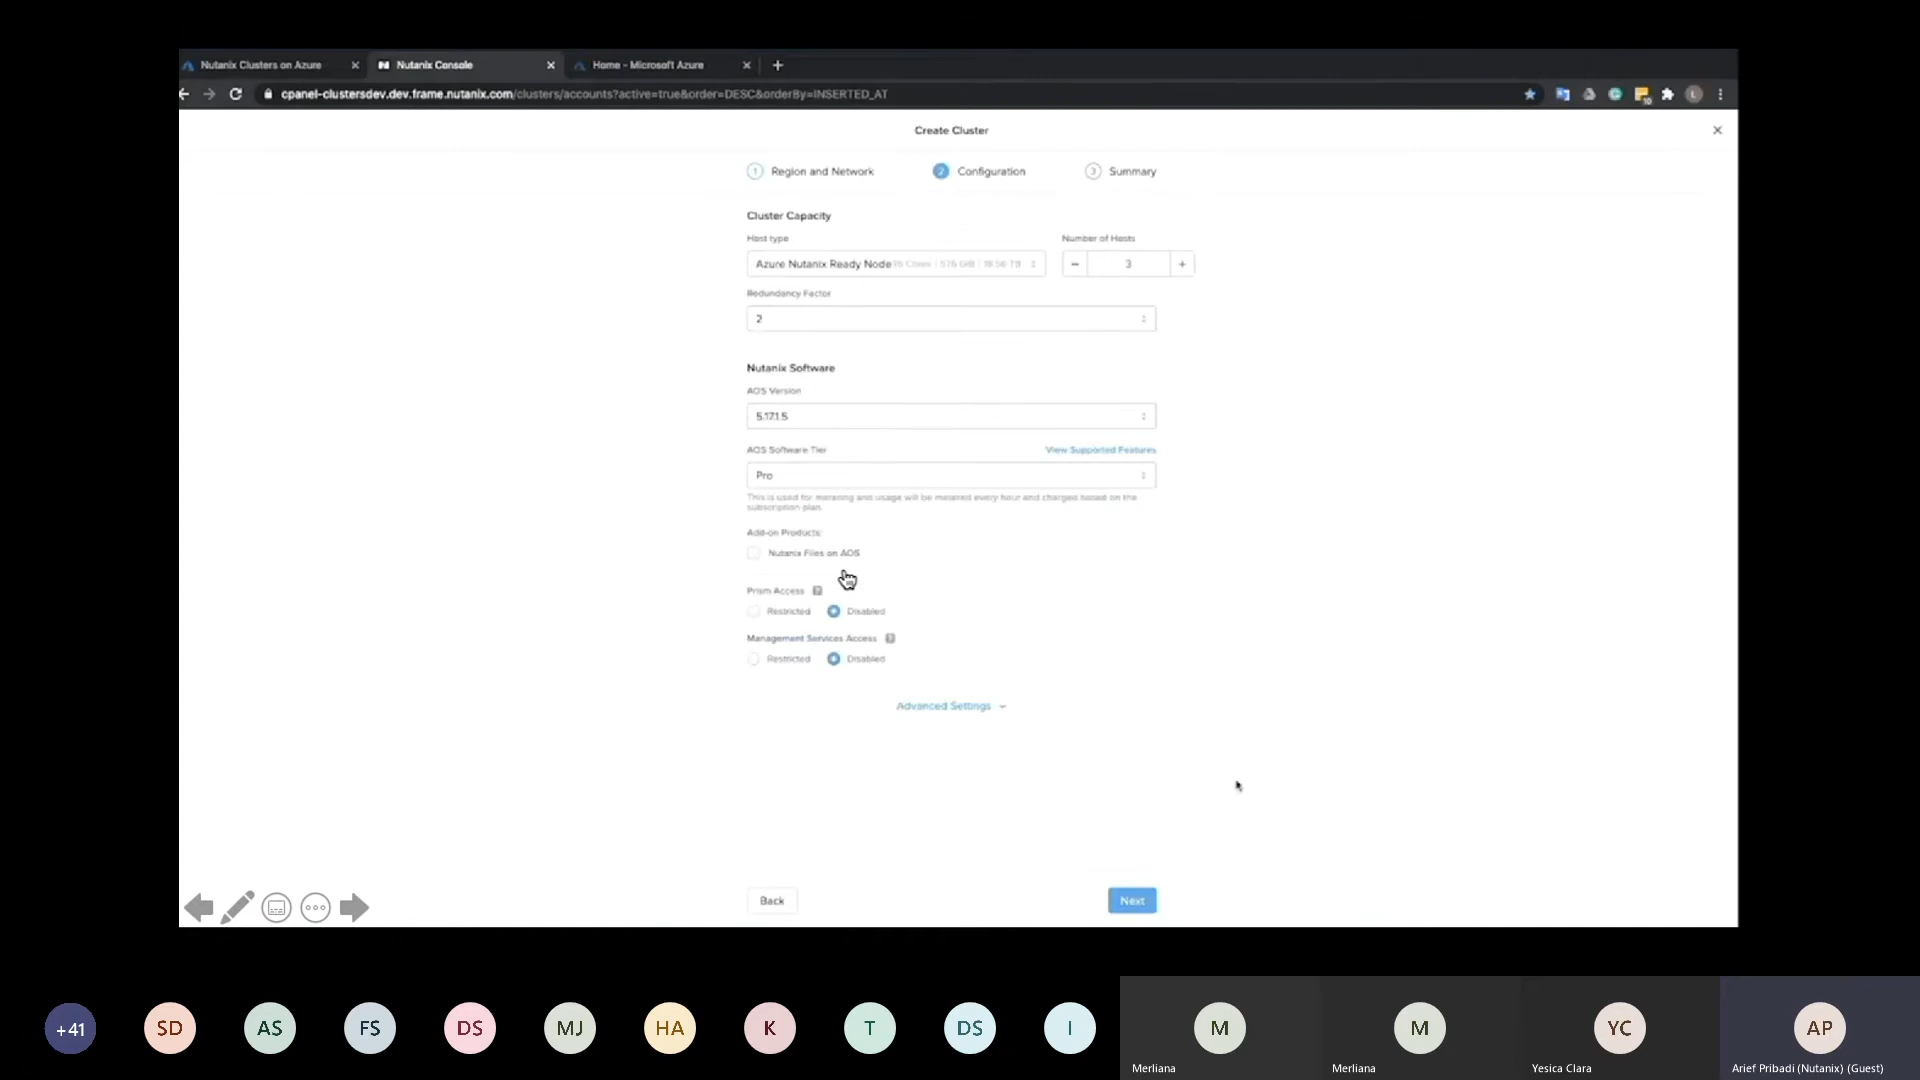 Nutanix Clusters on Azure
Nutanix Console
Home - Microsoft Azure
cpanel-clustersdev.dev.frame.nutanix.com/clusters/accounts?active=true&order=DESC&orderBy=INSERTED_AT
Create Cluster
1 Region and Network
2 Configuration
3 Summary
Cluster Capacity
Host type
Number of Hosts
Azure Nutanix Ready Node
3
Redundancy Factor
2
Nutanix Software
AOS Version
5.17.1.5
AOS Software Tier
View Supported Features
Pro
This is used for metering and usage will be metered every hour and charged based on the
subscription plan.
Add-on Products:
Nutanix Files on AOS
Prism Access
Restricted Disabled
Management Services Access
Restricted Disabled
Advanced Settings
Back
Next
+41
SD
AS
FS
DS
MJ
HA
K
T
DS
I
M
M
YC
AP
Merliana
Merliana
Yesica Clara
Arief Pribadi (Nutanix) (Guest)